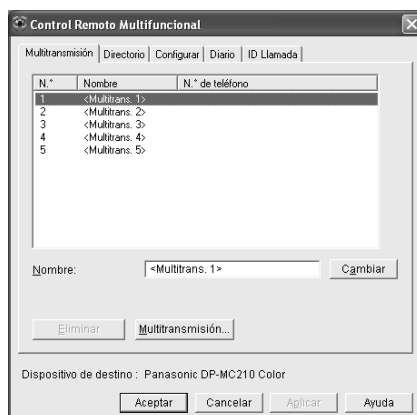 Control Remoto Multifuncional
Multitransmisión Directorio Configurar Diario ID Llamada
N.° Nombre N.° de teléfono
1 <Multitrans. 1>
2 <Multitrans. 2>
3 <Multitrans. 3>
4 <Multitrans. 4>
5 <Multitrans. 5>
Nombre: <Multitrans. 1> Cambiar
Eliminar Multitransmisión...
Dispositivo de destino : Panasonic DP-MC210 Color
Aceptar Cancelar Aplicar Ayuda